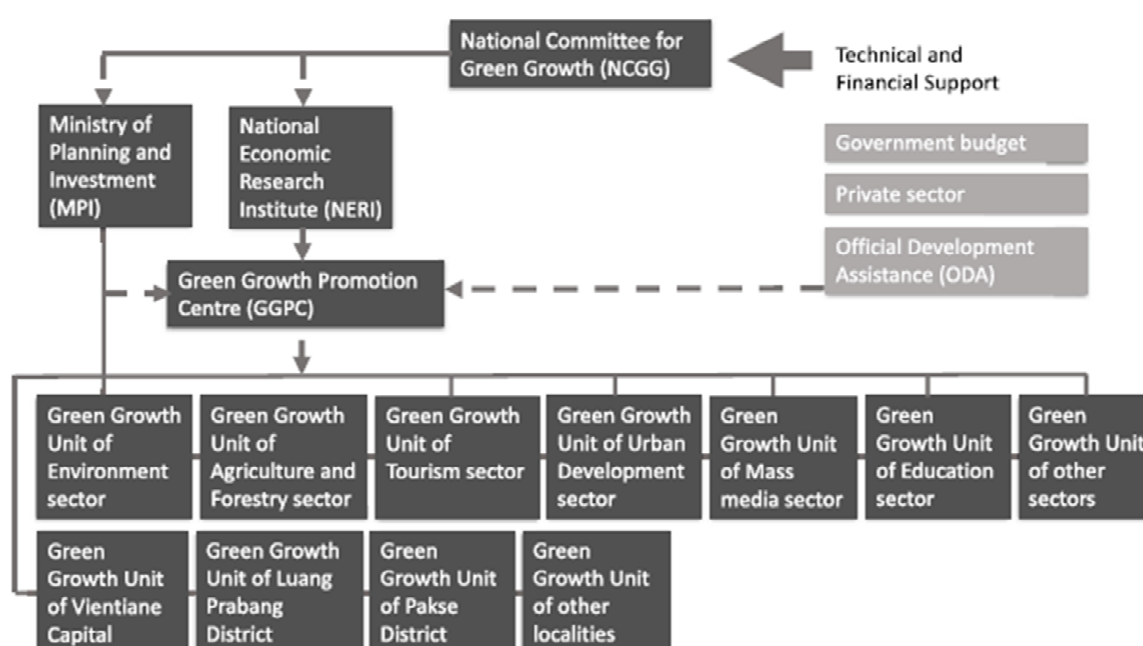 National Committee for
Green Growth (NCGG)
Technical and
Financial Support
Ministry of
Planning and
Investment
(MPI)
National
Economic
Research
Institute (NERI)
Government budget
Private sector
Official Development
Assistance (ODA)
Green Growth Promotion
Centre (GGPC)
Green Growth
Unit of
Environment
sector
Green Growth
Unit of
Agriculture and
Forestry sector
Green Growth
Unit of
Tourism sector
Green Growth
Unit of Urban
Development
sector
Green
Growth Unit
of Mass
media sector
Green
Growth Unit
of Education
sector
Green
Growth Unit
of other
sectors
Green
Growth Unit
of Vientiane
Capital
Green Growth
Unit of Luang
Prabang
District
Green
Growth Unit
of Pakse
District
Green
Growth Unit
of other
localities